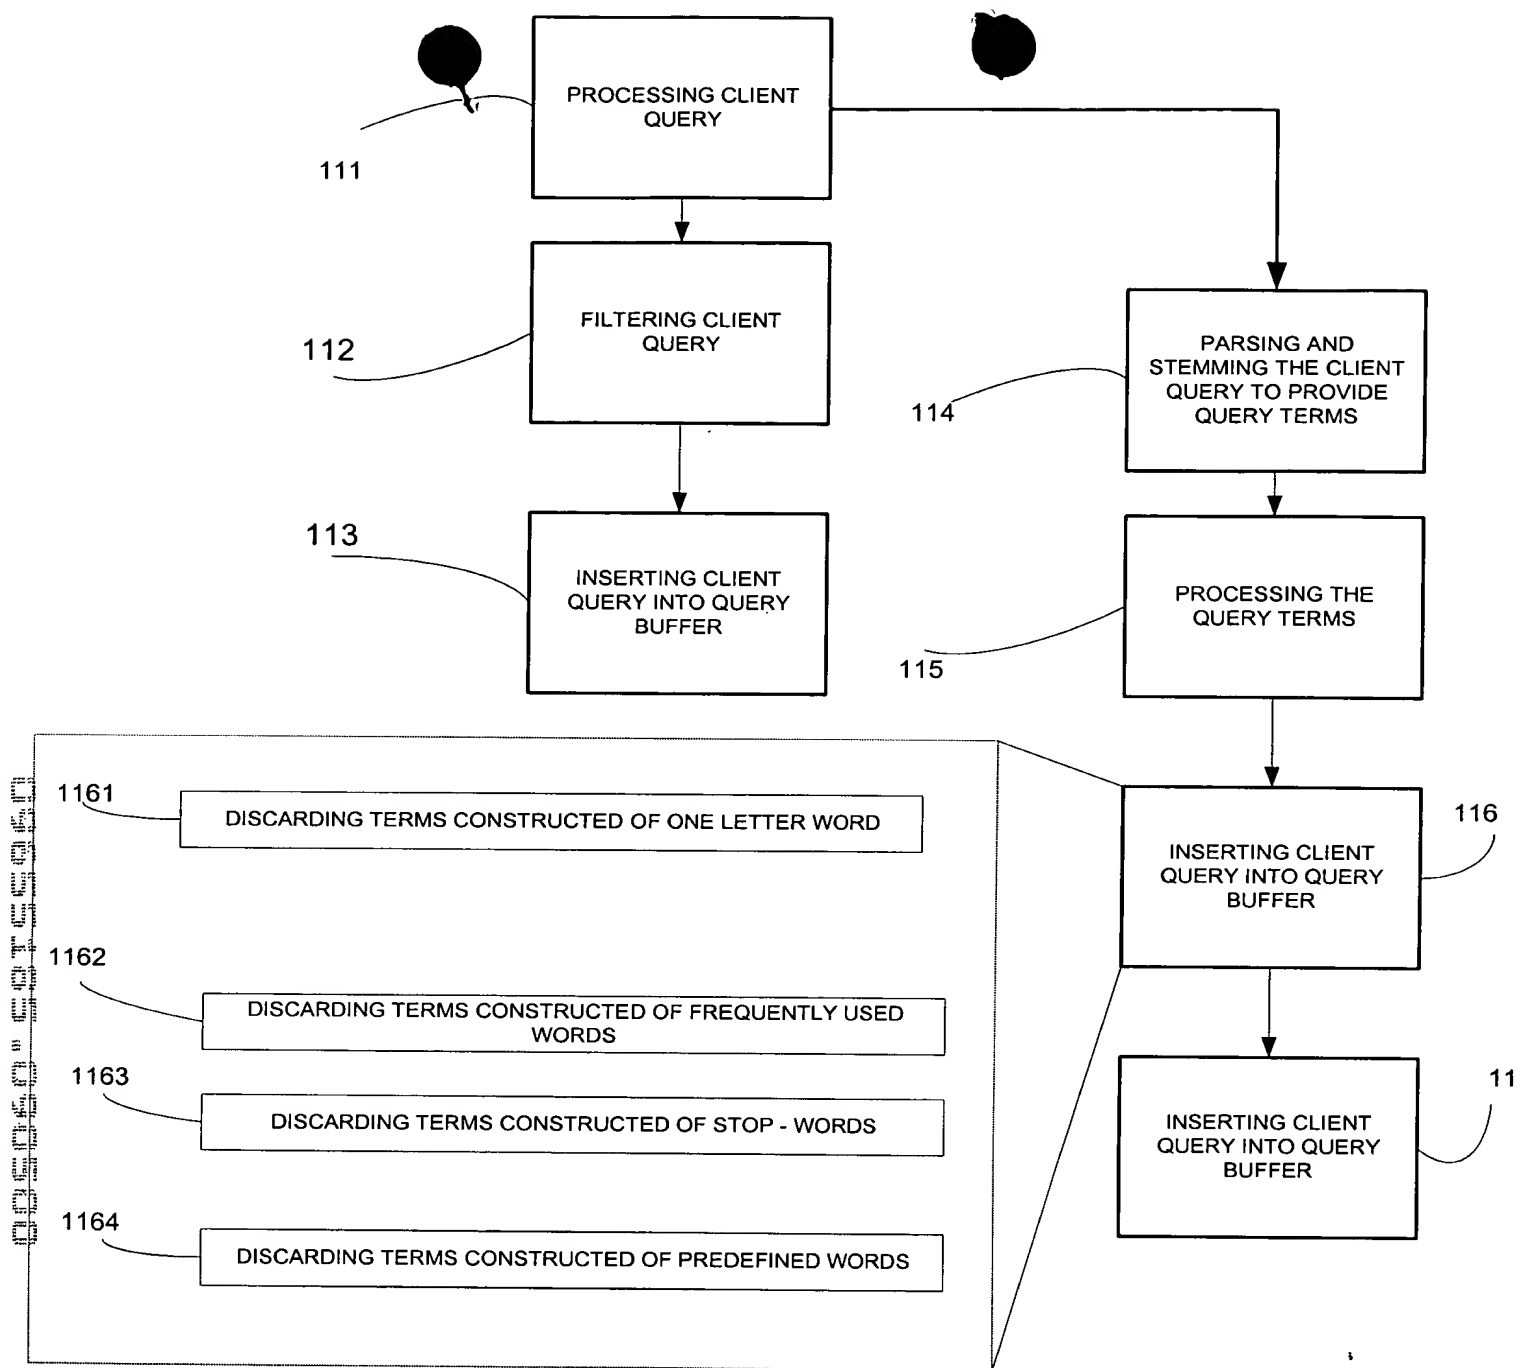 PROCESSING CLIENT
QUERY
111
FILTERING CLIENT
QUERY
112
INSERTING CLIENT
QUERY INTO QUERY
BUFFER
113
PARSING AND
STEMMING THE CLIENT
QUERY TO PROVIDE
QUERY TERMS
114
PROCESSING THE
QUERY TERMS
115
INSERTING CLIENT
QUERY INTO QUERY
BUFFER
116
1161
DISCARDING TERMS CONSTRUCTED OF ONE LETTER WORD
1162
DISCARDING TERMS CONSTRUCTED OF FREQUENTLY USED
WORDS
1163
DISCARDING TERMS CONSTRUCTED OF STOP - WORDS
1164
DISCARDING TERMS CONSTRUCTED OF PREDEFINED WORDS
INSERTING CLIENT
QUERY INTO QUERY
BUFFER
11